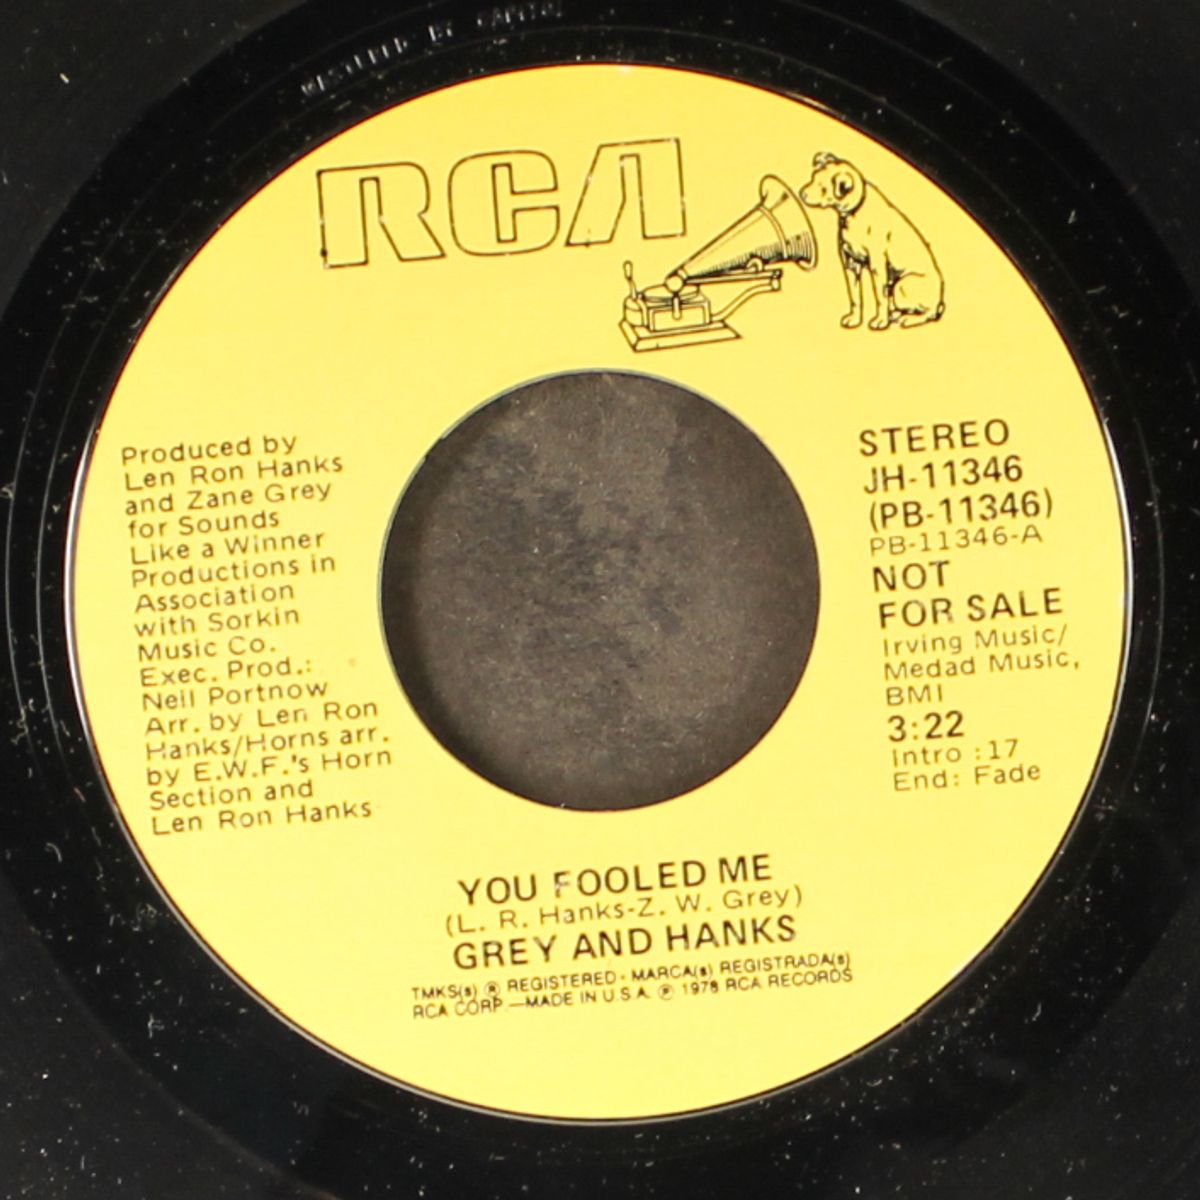 MASTERED BY CAPITOL
RCA
Produced by
Len Ron Hanks
and Zane Grey
for Sounds
Like a Winner
Productions in
Association
with Sorkin
Music Co.
Exec. Prod.:
Neil Portnow
Arr. by Len Ron
Hanks/Horns arr.
by E.W.F.'s Horn
Section and
Len Ron Hanks
STEREO
JH-11346
(PB-11346)
PB-11346-A
NOT
FOR SALE
Irving Music/
Medad Music,
BMI
3:22
Intro :17
End: Fade
YOU FOOLED ME
(L. R. Hanks-Z. W. Grey)
GREY AND HANKS
TMKS(s) ® REGISTERED • MARCA(s) REGISTRADA(s)
RCA CORP.—MADE IN U.S.A. ℗ 1978 RCA RECORDS